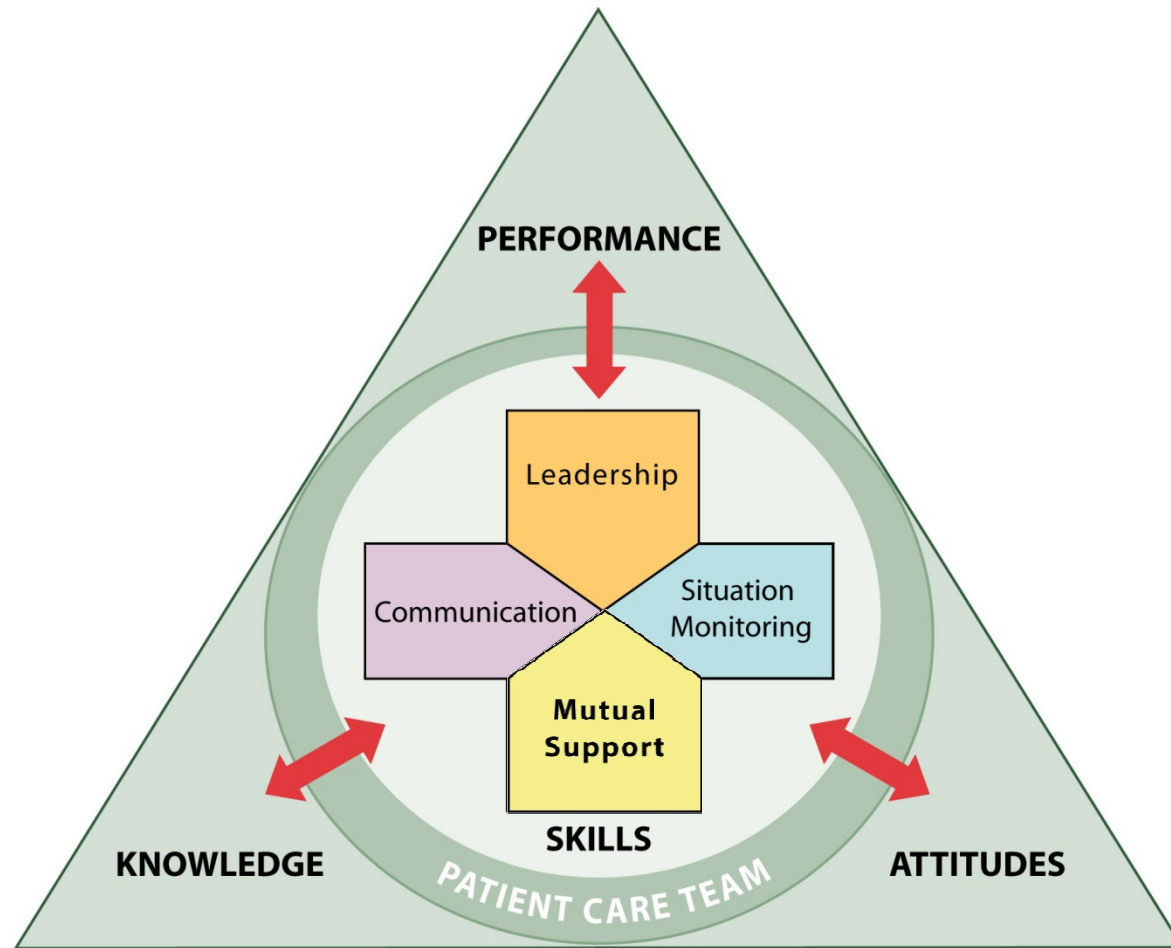 PERFORMANCE
Leadership
Communication
Situation
Monitoring
Mutual
Support
SKILLS
KNOWLEDGE
ATTITUDES
PATIENT CARE TEAM